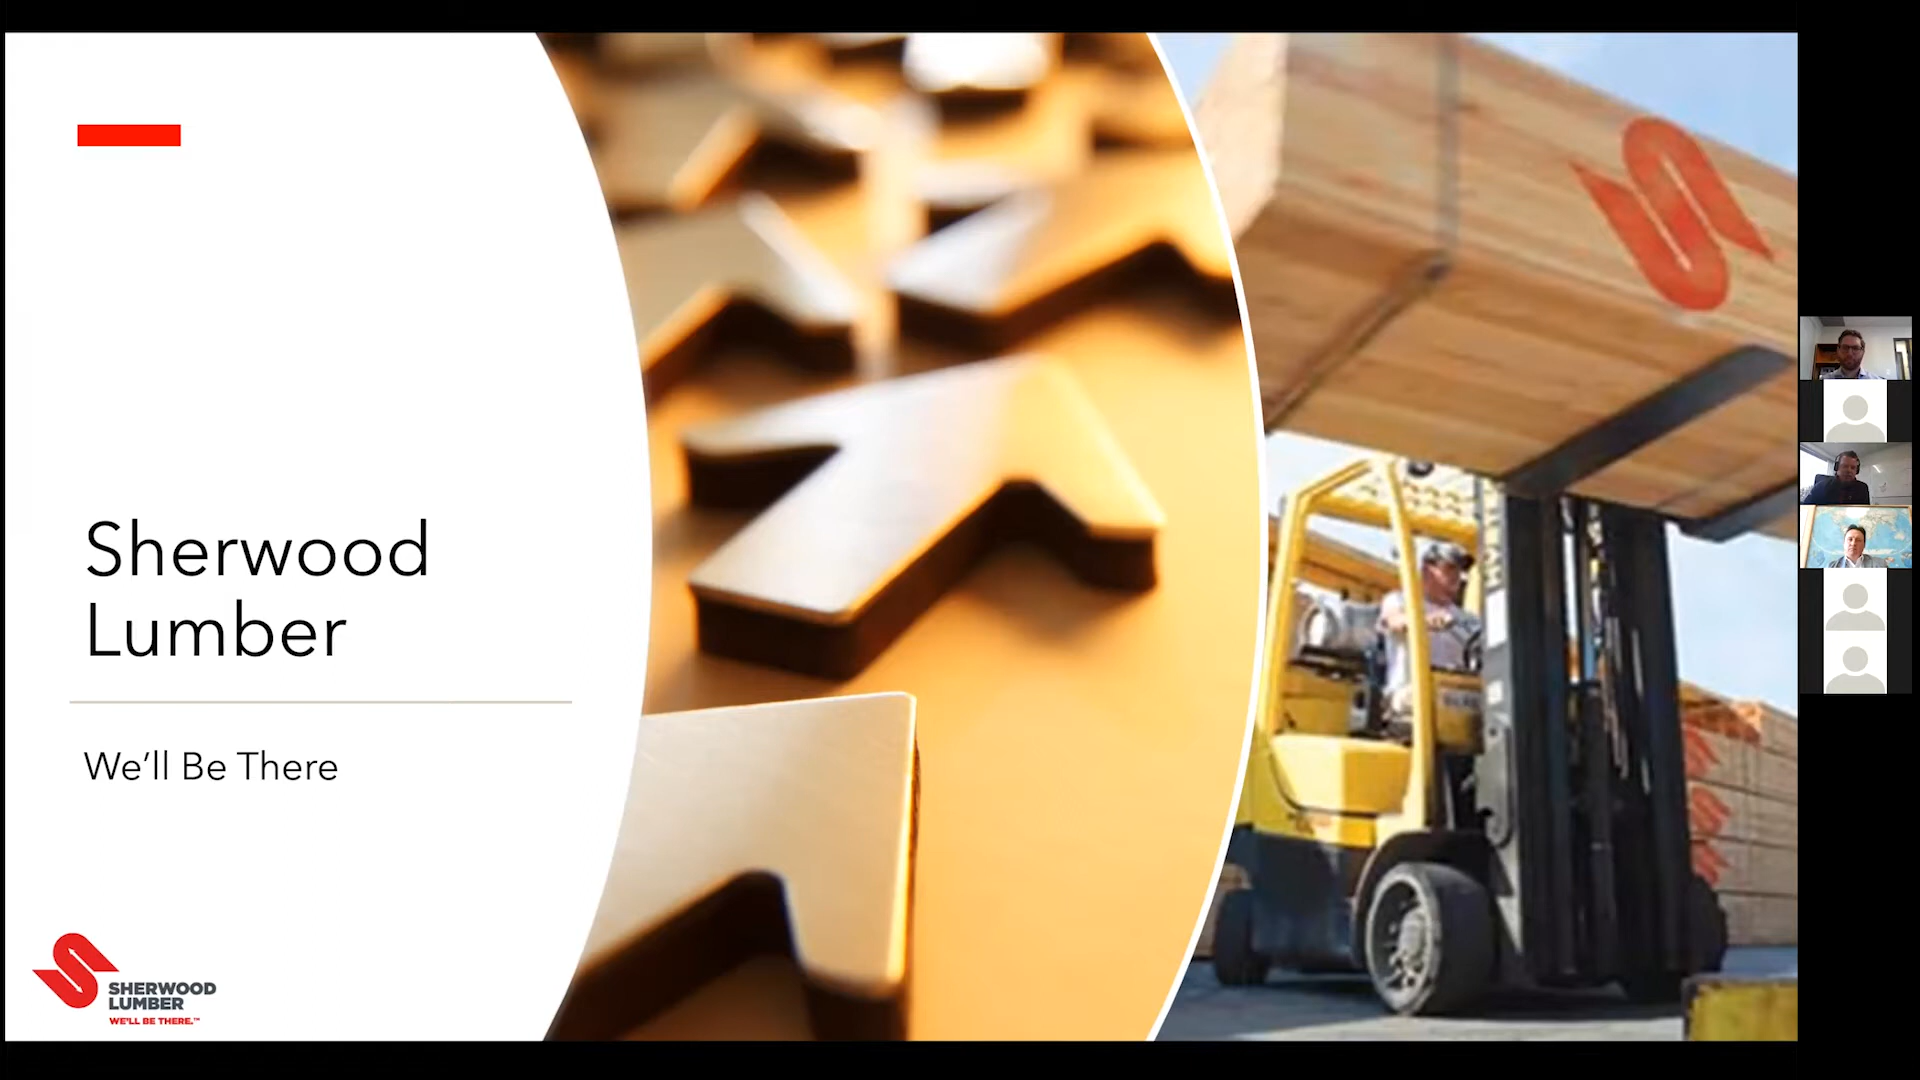 Sherwood
Lumber
We'll Be There
SHERWOOD
LUMBER
WE'LL BE THERE.™